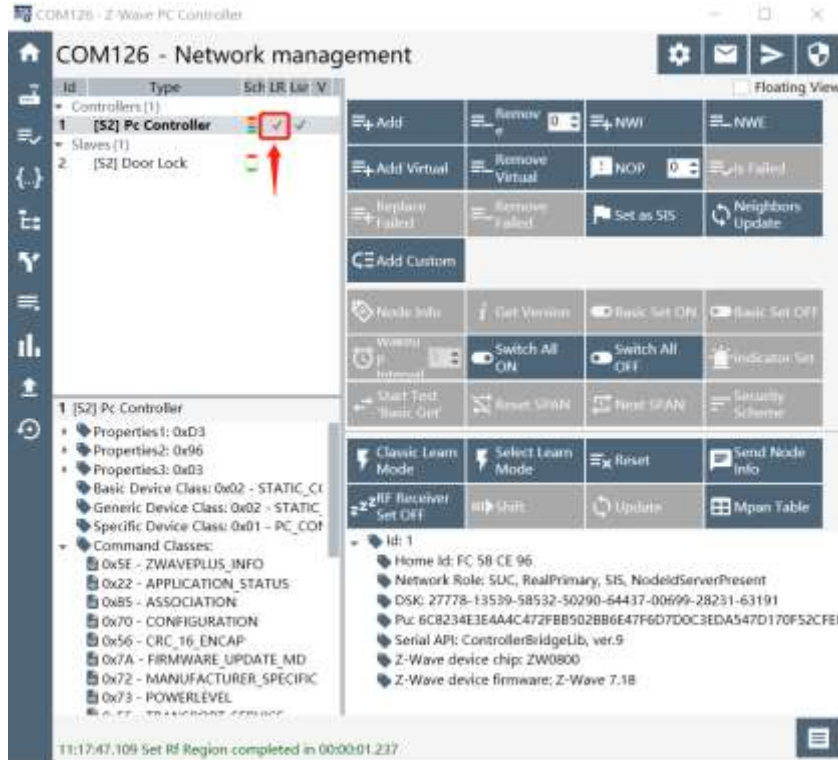 COM126 - Z-Wave PC Controller
COM126 - Network management
Floating View
Id Type Sch LR Lsr V
Controllers (1)
1 [S2] Pc Controller
Slaves (1)
2 [S2] Door Lock
Add
Remov
e
0
NWI
NWE
Add Virtual
Remove
Virtual
NOP
0
Is Failed
Replace
Failed
Remove
Failed
Set as SIS
Neighbors
Update
Add Custom
Node Info
Get Version
Basic Set ON
Basic Set OFF
WakeU
p
Interval
Switch All
ON
Switch All
OFF
Indicator Set
Start Test
'Basic Get'
Reset SPAN
Next SPAN
Security
Scheme
Classic Learn
Mode
Select Learn
Mode
Reset
Send Node
Info
RF Receiver
Set OFF
Shift
Update
Mpan Table
1 [S2] Pc Controller
Properties1: 0xD3
Properties2: 0x96
Properties3: 0x03
Basic Device Class: 0x02 - STATIC_C
Generic Device Class: 0x02 - STATIC_
Specific Device Class: 0x01 - PC_CO
Command Classes:
0x5E - ZWAVEPLUS_INFO
0x22 - APPLICATION_STATUS
0x85 - ASSOCIATION
0x70 - CONFIGURATION
0x56 - CRC_16_ENCAP
0x7A - FIRMWARE_UPDATE_MD
0x72 - MANUFACTURER_SPECIFIC
0x73 - POWERLEVEL
Id: 1
Home Id: FC 58 CE 96
Network Role: SUC, RealPrimary, SIS, NodeIdServerPresent
DSK: 27778-13539-58532-50290-64437-00699-28231-63191
Pu: 6C8234E3E4A4C472FBB502BB6E47F6D7D0C3EDA547D170F52CFE
Serial API: ControllerBridgeLib, ver.9
Z-Wave device chip: ZW0800
Z-Wave device firmware: Z-Wave 7.18
11:17:47.109 Set Rf Region completed in 00:00:01.237